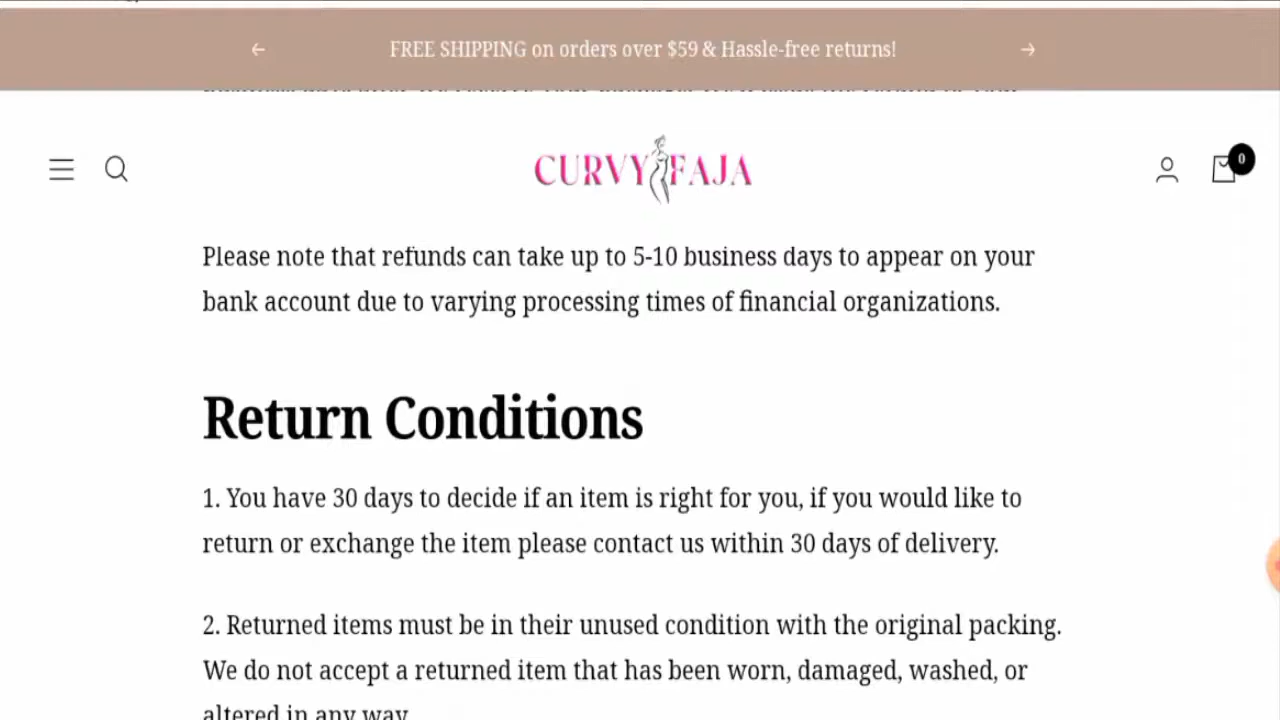 ← FREE SHIPPING on orders over $59 & Hassle-free returns! →
CURVY FAJA
0
Please note that refunds can take up to 5-10 business days to appear on your
bank account due to varying processing times of financial organizations.
Return Conditions
1. You have 30 days to decide if an item is right for you, if you would like to
return or exchange the item please contact us within 30 days of delivery.
2. Returned items must be in their unused condition with the original packing.
We do not accept a returned item that has been worn, damaged, washed, or
altered in any way